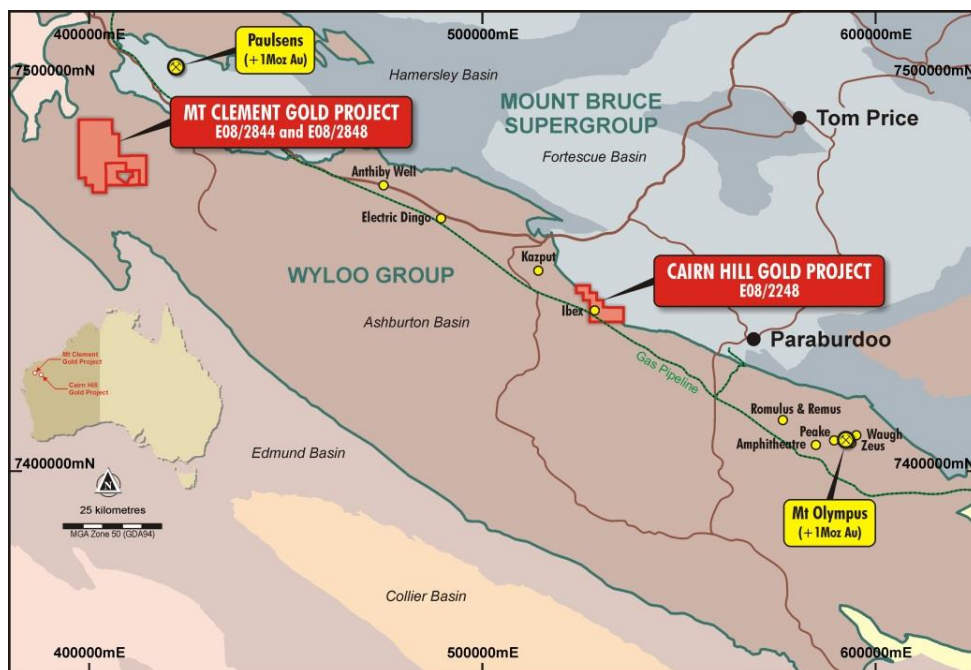 400000mE
500000mE
600000mE
Paulsens
(+1Moz Au)
7500000mN
7500000mN
Hamersley Basin
MT CLEMENT GOLD PROJECT
E08/2844 and E08/2848
MOUNT BRUCE
SUPERGROUP
Tom Price
Fortescue Basin
Anthiby Well
Electric Dingo
Kazput
WYLOO GROUP
CAIRN HILL GOLD PROJECT
E08/2248
Ibex
Ashburton Basin
Paraburdoo
Mt Clement
Gold Project
Cairn Hill
Gold Project
Gas Pipeline
Romulus & Remus
Peake
Waugh
Amphitheatre
Zeus
Edmund Basin
7400000mN
7400000mN
N
25 kilometres
MGA Zone 50 (GDA94)
Mt Olympus
(+1Moz Au)
Collier Basin
400000mE
500000mE
600000mE